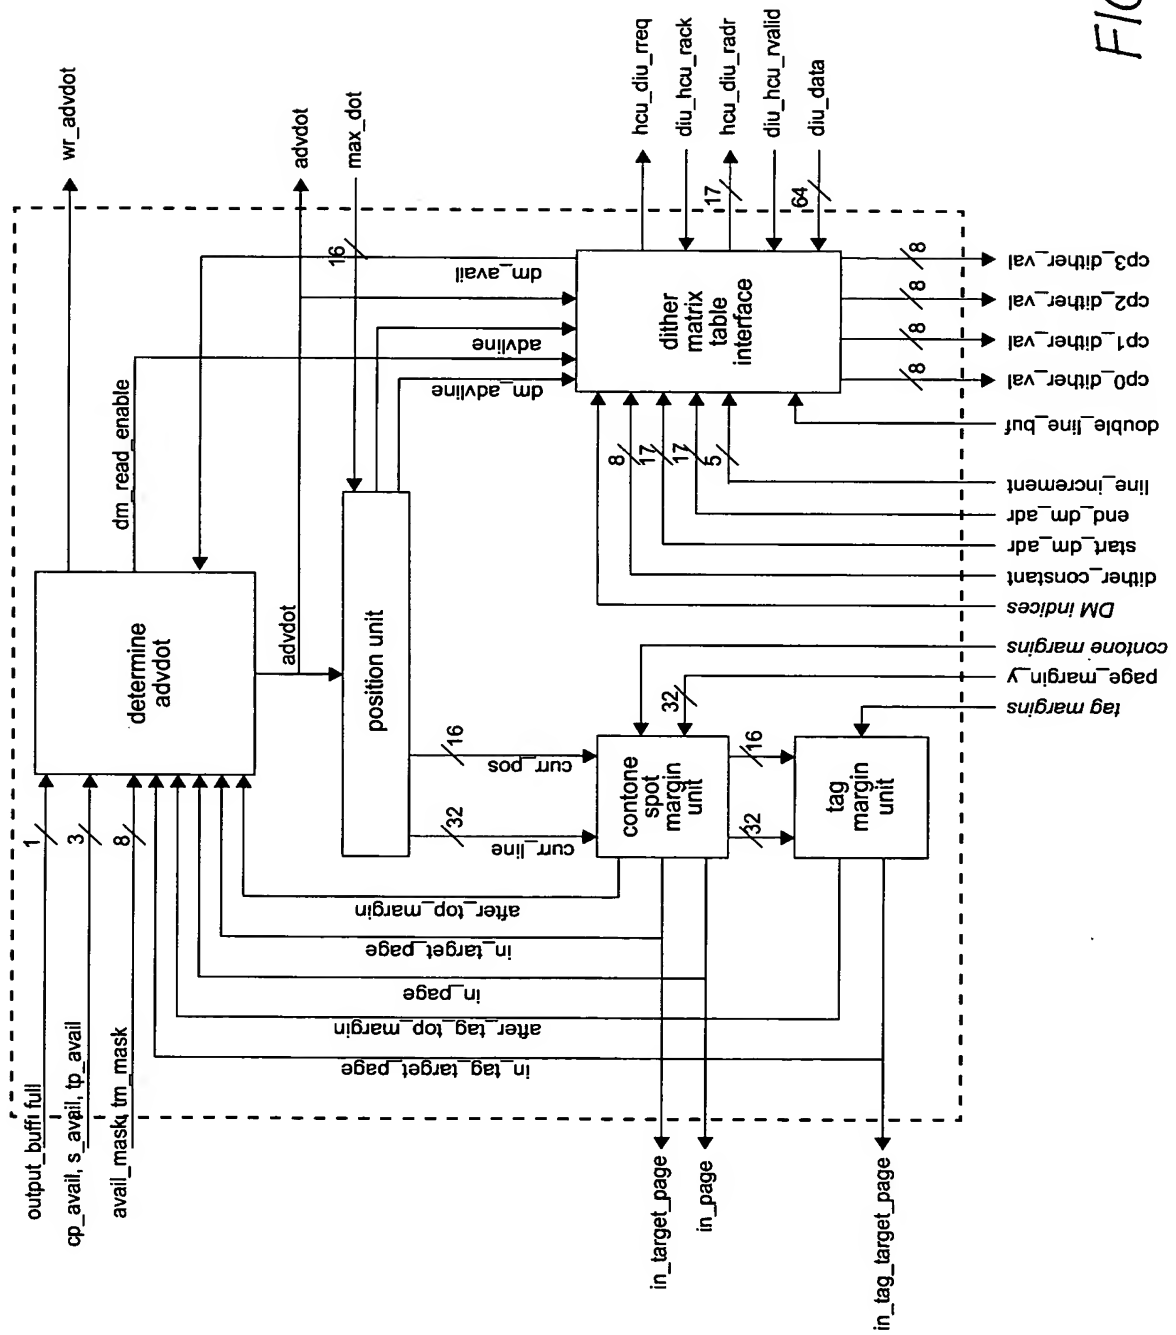 FIG
wr_advdot
advdot
max_dot
hcu_diu_rreq
diu_hcu_rack
hcu_diu_radr
diu_hcu_rvalid
diu_data
17
64
16
dm_avail
advline
dm_advline
dm_read_enable
determine
advdot
advdot
position unit
dither
matrix
table
interface
8
8
8
8
cp3_dither_val
cp2_dither_val
cp1_dither_val
cp0_dither_val
double_line_buf
line_increment
end_dm_adr
start_dm_adr
dither_constant
DM indices
contone margins
page_margin_y
tag margins
8
17
17
5
32
16
curr_pos
32
curr_line
contone
spot
margin
unit
16
32
tag
margin
unit
1
3
8
output_buff_full
cp_avail, s_avail, tp_avail
avail_mask, tm_mask
after_top_margin
in_target_page
in_page
after_tag_top_margin
in_tag_target_page
in_target_page
in_page
in_tag_target_page